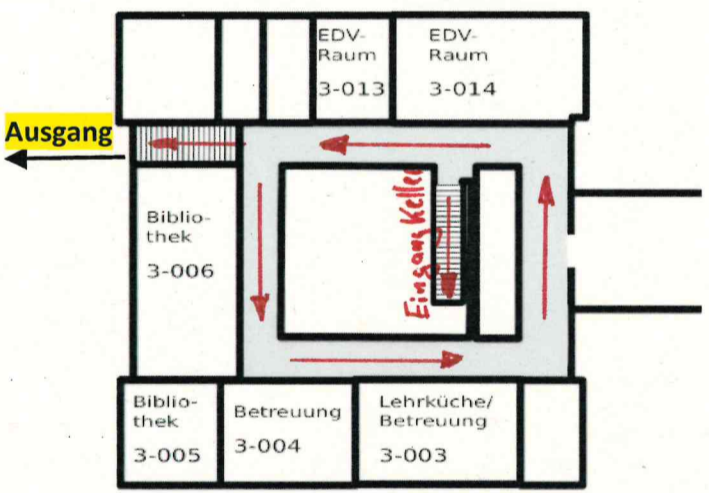 EDV-
Raum
3-013
EDV-
Raum
3-014
Ausgang
Biblio-
thek
3-006
Eingang Keller
Biblio-
thek
3-005
Betreuung
3-004
Lehrküche/
Betreuung
3-003